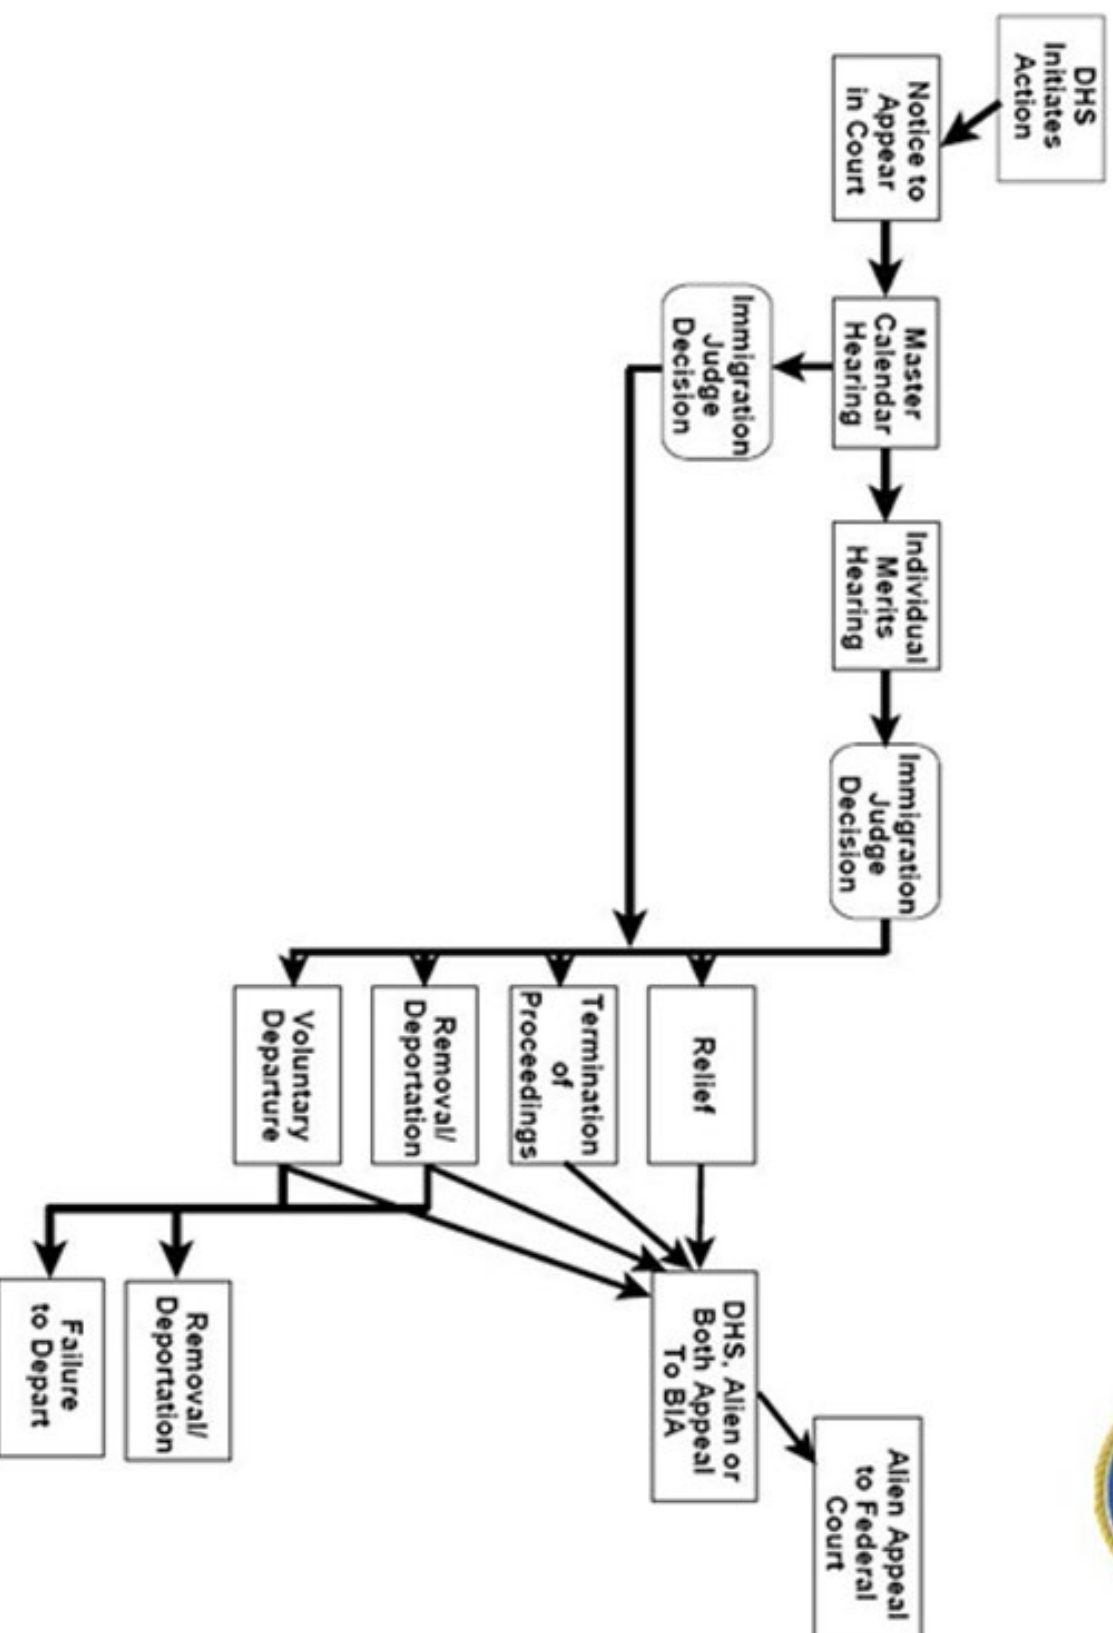 DHS
Initiates
Action
Notice to
Appear
in Court
Master
Calendar
Hearing
Individual
Merits
Hearing
Immigration
Judge
Decision
Immigration
Judge
Decision
Relief
Termination
of
Proceedings
Removal/
Deportation
Voluntary
Departure
DHS, Alien or
Both Appeal
To BIA
Alien Appeal
to Federal
Court
Removal/
Deportation
Failure
to Depart